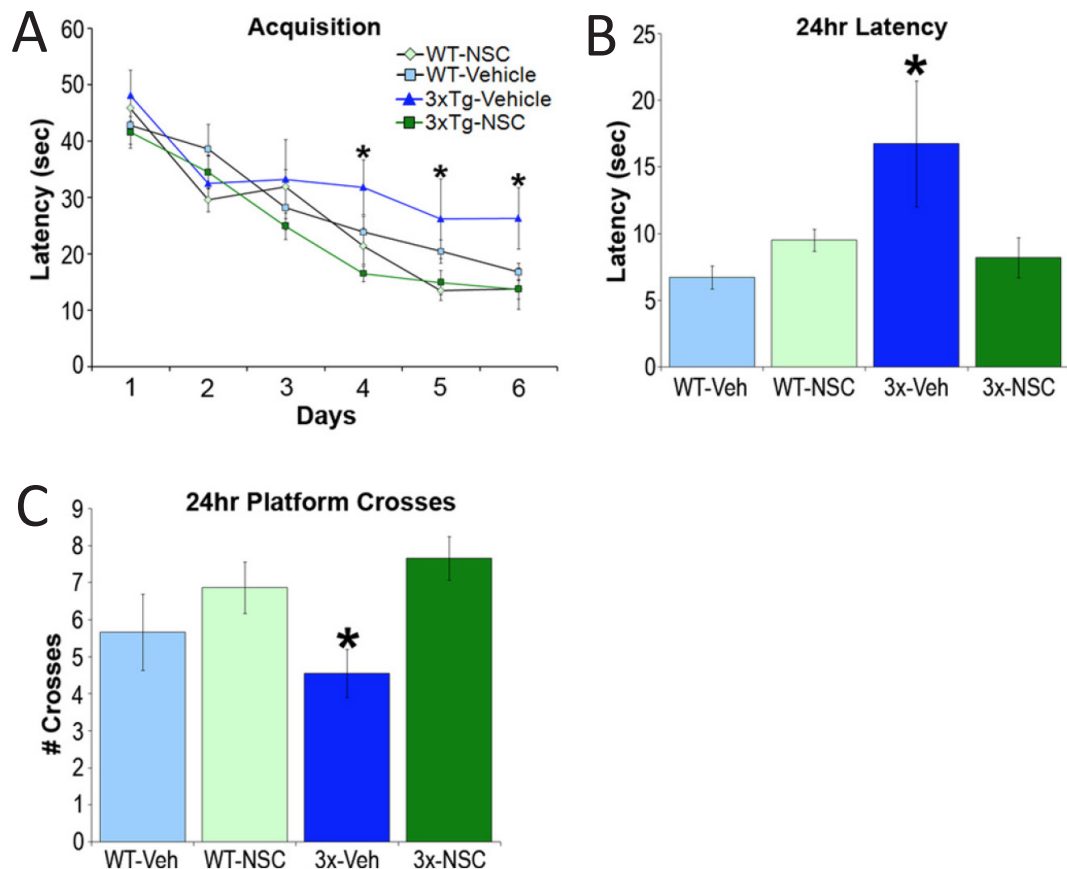 A
Acquisition
WT-NSC
WT-Vehicle
3xTg-Vehicle
3xTg-NSC
Latency (sec)
60
50
40
30
20
10
0
* * *
1 2 3 4 5 6
Days
B
24hr Latency
Latency (sec)
25
20
15
10
5
0
*
WT-Veh WT-NSC 3x-Veh 3x-NSC
C
24hr Platform Crosses
# Crosses
9
8
7
6
5
4
3
2
1
0
*
WT-Veh WT-NSC 3x-Veh 3x-NSC